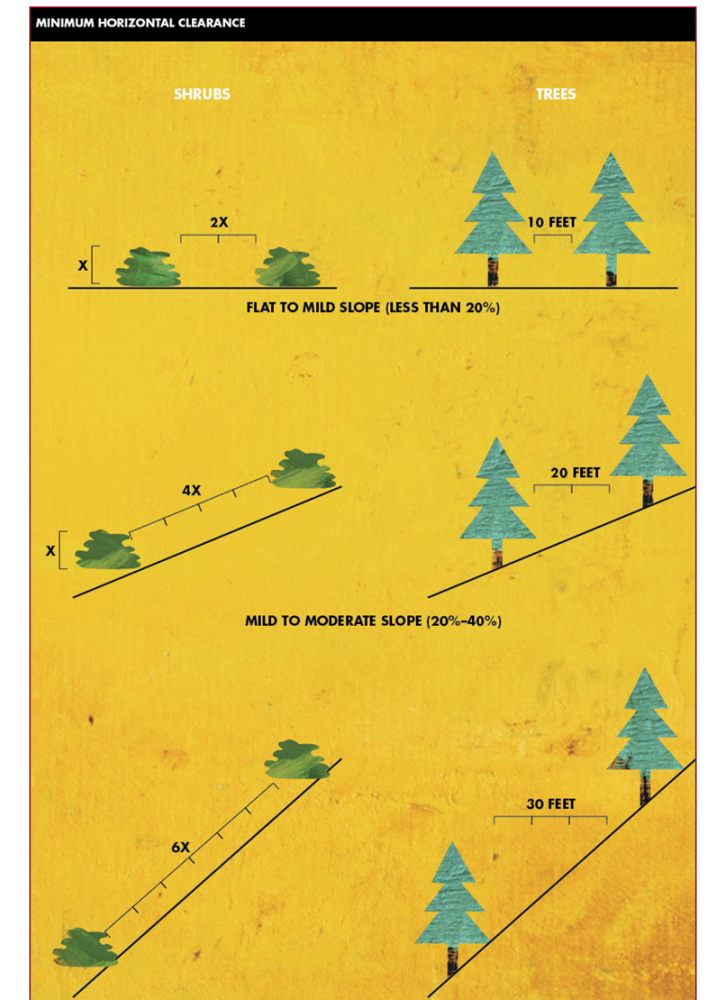 MINIMUM HORIZONTAL CLEARANCE
SHRUBS
TREES
2X
X
10 FEET
FLAT TO MILD SLOPE (LESS THAN 20%)
4X
X
20 FEET
MILD TO MODERATE SLOPE (20%–40%)
6X
30 FEET